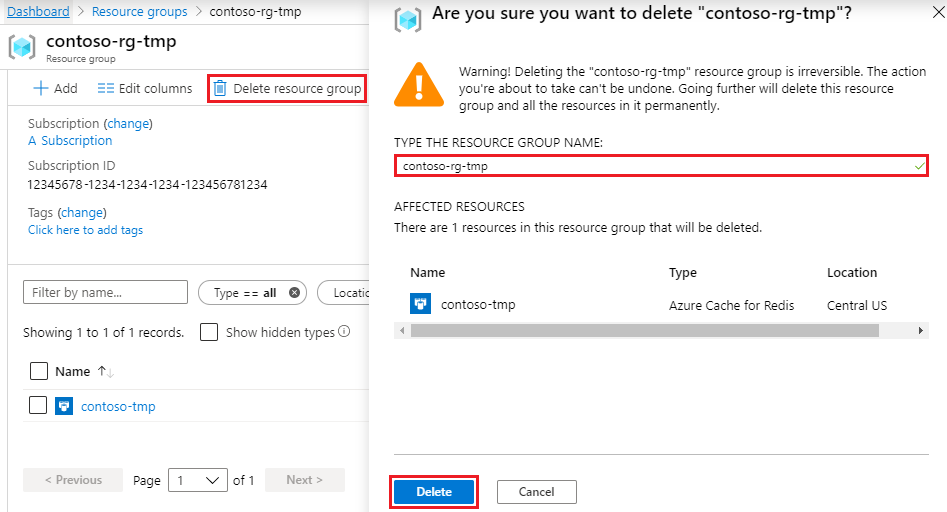 Dashboard > Resource groups > contoso-rg-tmp
contoso-rg-tmp
Resource group
Add Edit columns Delete resource group
Subscription (change)
A Subscription
Subscription ID
12345678-1234-1234-1234-123456781234
Tags (change)
Click here to add tags
Filter by name... Type == all Locatio
Showing 1 to 1 of 1 records. Show hidden types
Name
contoso-tmp
< Previous Page 1 of 1 Next >
Are you sure you want to delete "contoso-rg-tmp"?
Warning! Deleting the "contoso-rg-tmp" resource group is irreversible. The action
you're about to take can't be undone. Going further will delete this resource
group and all the resources in it permanently.
TYPE THE RESOURCE GROUP NAME:
contoso-rg-tmp
AFFECTED RESOURCES
There are 1 resources in this resource group that will be deleted.
Name Type Location
contoso-tmp Azure Cache for Redis Central US
Delete Cancel